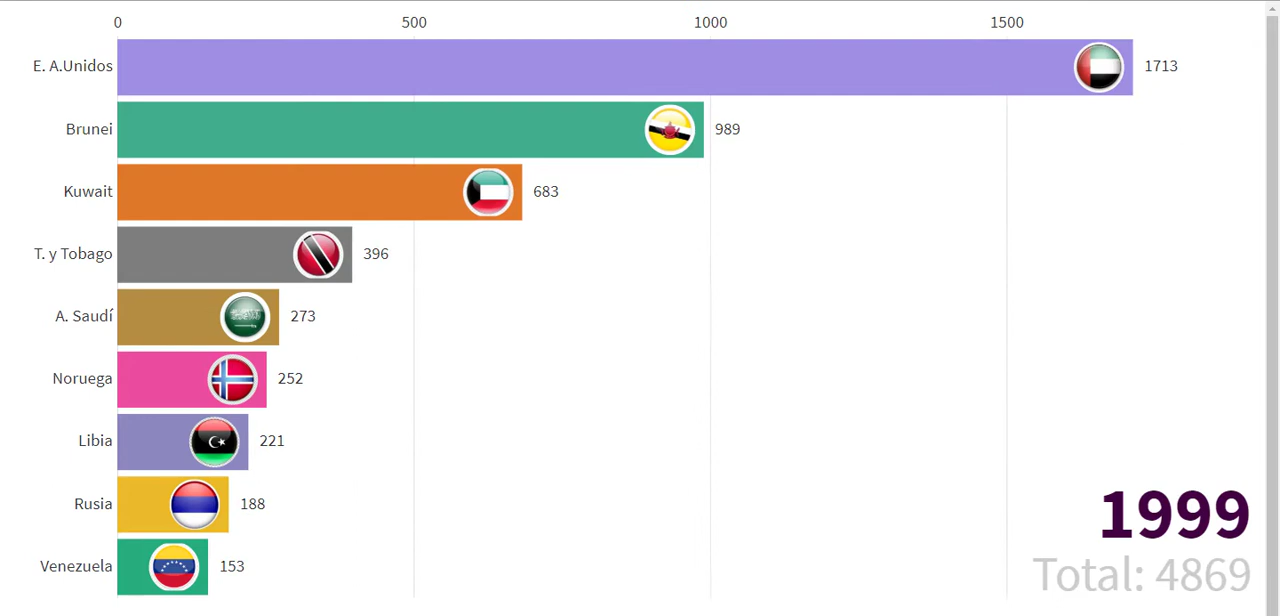 0 500 1000 1500
E. A.Unidos 1713
Brunei 989
Kuwait 683
T. y Tobago 396
A. Saudí 273
Noruega 252
Libia 221
Rusia 188
Venezuela 153
1999
Total: 4869